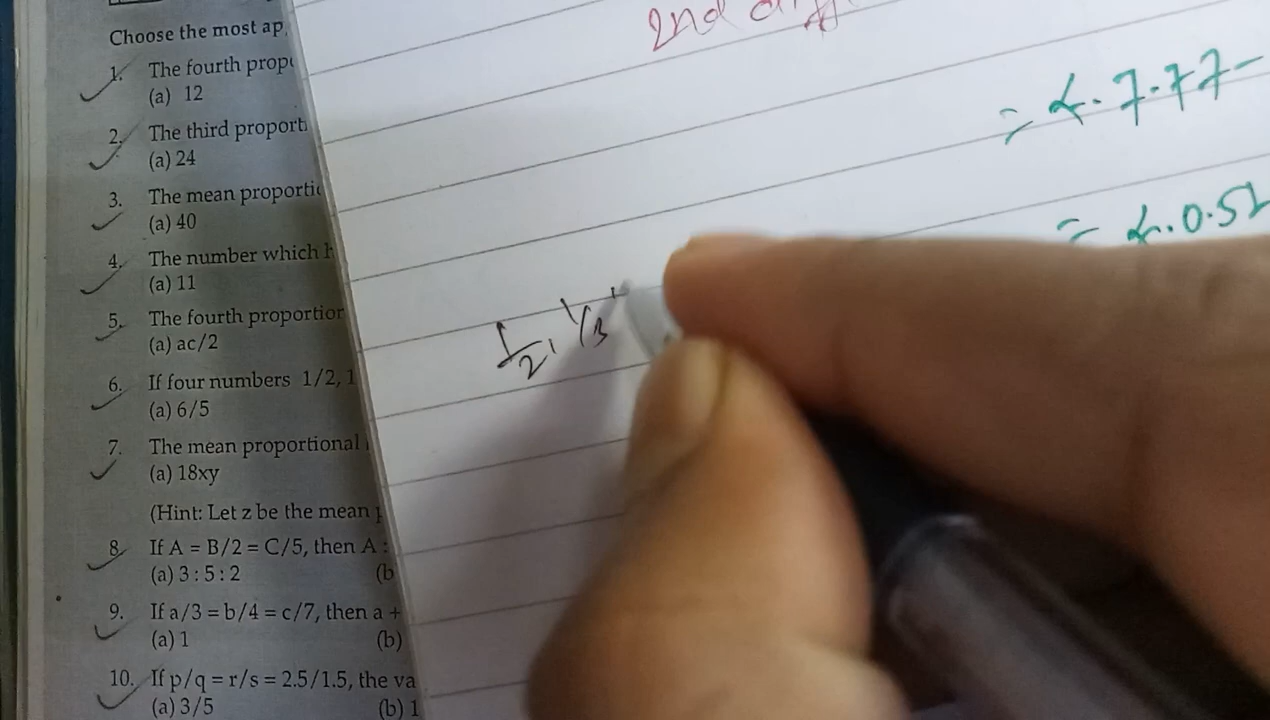 Choose the most ap
1. The fourth prop
(a) 12
2. The third proport
(a) 24
3. The mean proporti
(a) 40
4. The number which h
(a) 11
5. The fourth proportion
(a) ac/2
6. If four numbers 1/2, 1
(a) 6/5
7. The mean proportional
(a) 18xy
(Hint: Let z be the mean p
8. If A = B/2 = C/5, then A :
(a) 3 : 5 : 2 (b
9. If a/3 = b/4 = c/7, then a +
(a) 1 (b)
10. If p/q = r/s = 2.5/1.5, the va
(a) 3/5 (b) 1
2nd
= 7.77-
= 0.51
1/2, 1/3